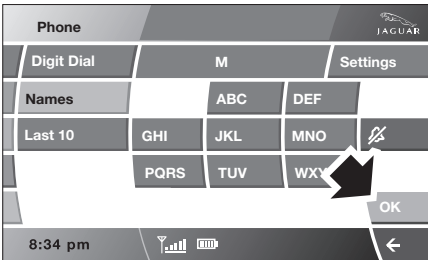 Phone
JAGUAR
Digit Dial M Settings
Names ABC DEF
Last 10 GHI JKL MNO
PQRS TUV WXY
OK
8:34 pm